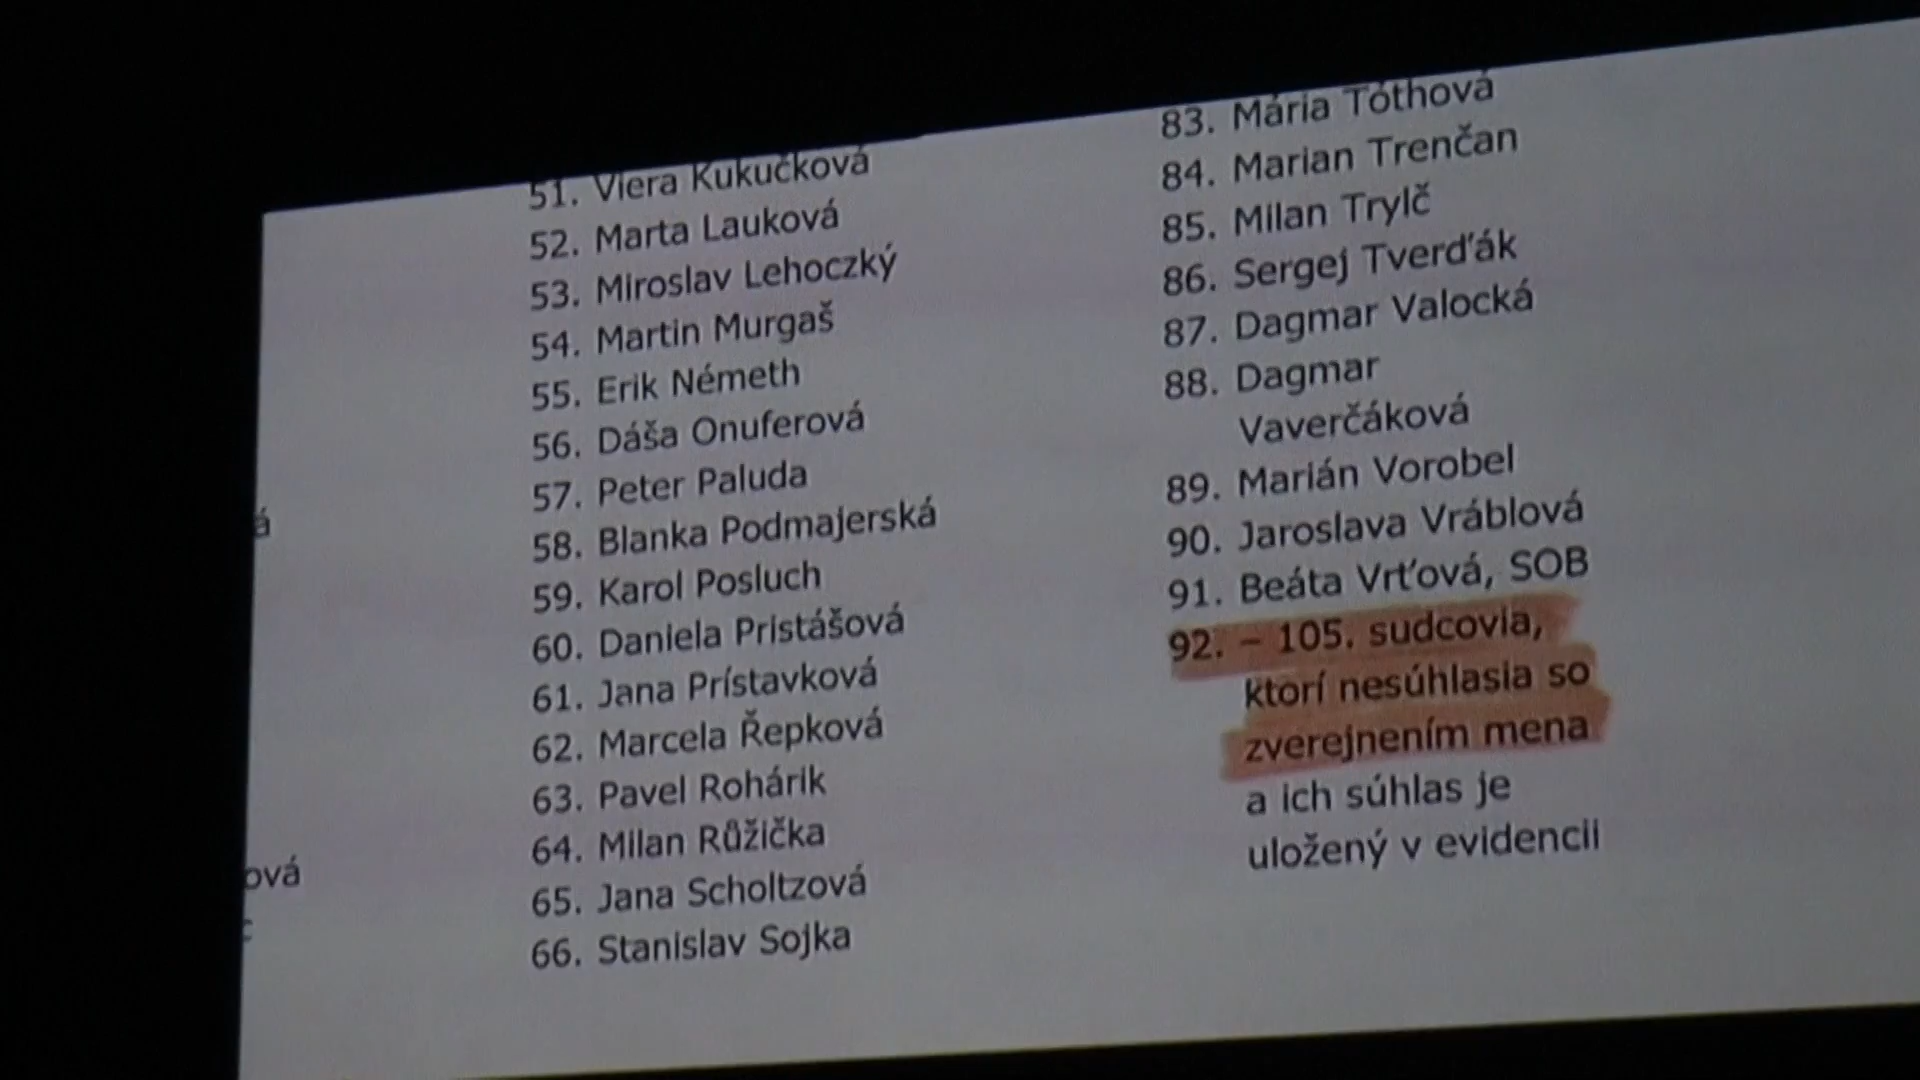 á
ová
51. Viera Kukučková
52. Marta Lauková
53. Miroslav Lehoczký
54. Martin Murgaš
55. Erik Németh
56. Dáša Onuferová
57. Peter Paluda
58. Blanka Podmajerská
59. Karol Posluch
60. Daniela Pristášová
61. Jana Prístavková
62. Marcela Řepková
63. Pavel Rohárik
64. Milan Růžička
65. Jana Scholtzová
66. Stanislav Sojka
83. Mária Tóthová
84. Marian Trenčan
85. Milan Trylč
86. Sergej Tverďák
87. Dagmar Valocká
88. Dagmar
Vaverčáková
89. Marián Vorobel
90. Jaroslava Vráblová
91. Beáta Vrťová, SOB
92. – 105. sudcovia,
ktorí nesúhlasia so
zverejnením mena
a ich súhlas je
uložený v evidencii